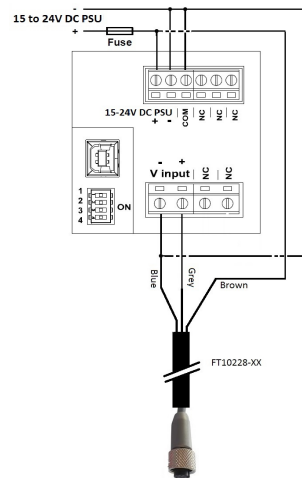 -
15 to 24V DC PSU
+
Fuse
15-24V DC PSU
+ - COM NC NC NC
- +
V input NC NC
1
2
3
4
ON
Blue
Grey
Brown
FT10228-XX